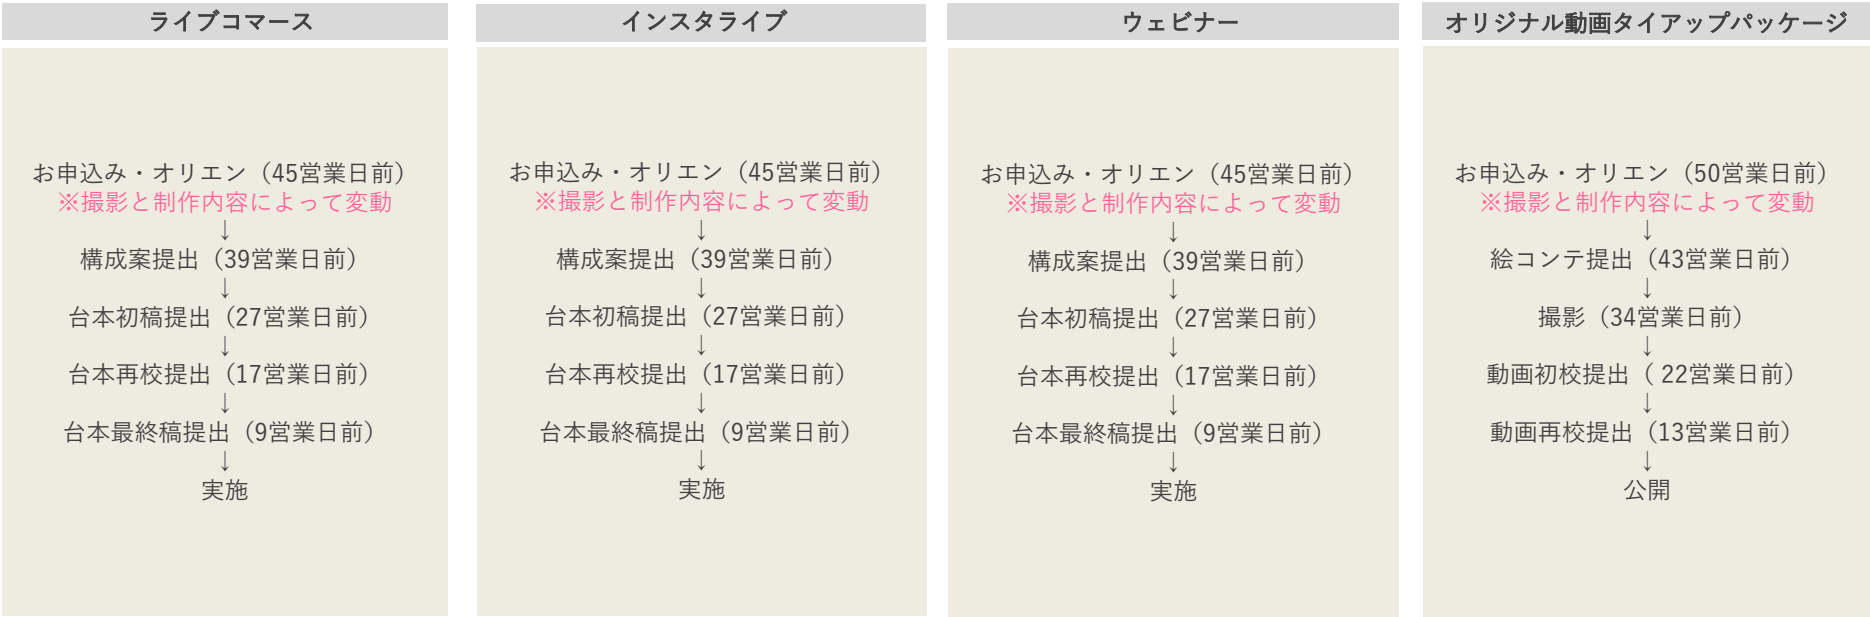 ライブコマース
お申込み・オリエン（45営業日前）
※撮影と制作内容によって変動
↓
構成案提出（39営業日前）
↓
台本初稿提出（27営業日前）
↓
台本再校提出（17営業日前）
↓
台本最終稿提出（9営業日前）
↓
実施
インスタライブ
お申込み・オリエン（45営業日前）
※撮影と制作内容によって変動
↓
構成案提出（39営業日前）
↓
台本初稿提出（27営業日前）
↓
台本再校提出（17営業日前）
↓
台本最終稿提出（9営業日前）
↓
実施
ウェビナー
お申込み・オリエン（45営業日前）
※撮影と制作内容によって変動
↓
構成案提出（39営業日前）
↓
台本初稿提出（27営業日前）
↓
台本再校提出（17営業日前）
↓
台本最終稿提出（9営業日前）
↓
実施
オリジナル動画タイアップパッケージ
お申込み・オリエン（50営業日前）
※撮影と制作内容によって変動
↓
絵コンテ提出（43営業日前）
↓
撮影（34営業日前）
↓
動画初校提出（ 22営業日前）
↓
動画再校提出（13営業日前）
↓
公開